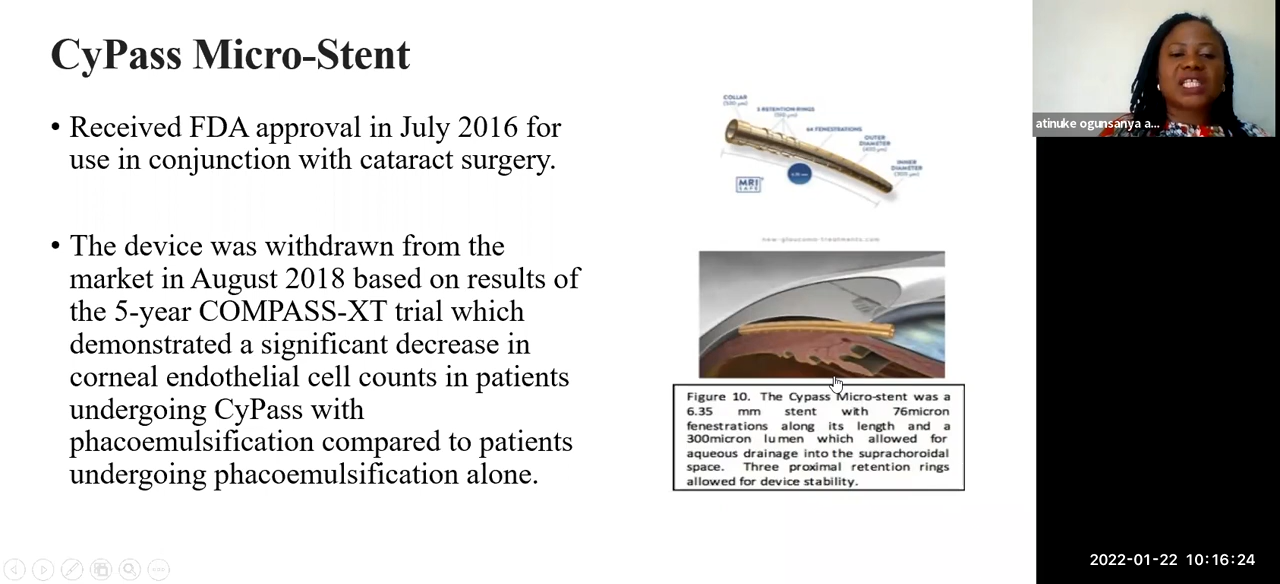 CyPass Micro-Stent
• Received FDA approval in July 2016 for
use in conjunction with cataract surgery.
• The device was withdrawn from the
market in August 2018 based on results of
the 5-year COMPASS-XT trial which
demonstrated a significant decrease in
corneal endothelial cell counts in patients
undergoing CyPass with
phacoemulsification compared to patients
undergoing phacoemulsification alone.
COLLAR
3 RETENTION RINGS
64 FENESTRATIONS
OUTER
DIAMETER
INNER
DIAMETER
(300 µm)
MRI
SAFE
new-glaucoma-treatments.com
Figure 10. The Cypass Micro-stent was a
6.35 mm stent with 76micron
fenestrations along its length and a
300micron lumen which allowed for
aqueous drainage into the suprachoroidal
space. Three proximal retention rings
allowed for device stability.
atinuke ogunsanya a...
2022-01-22 10:16:24